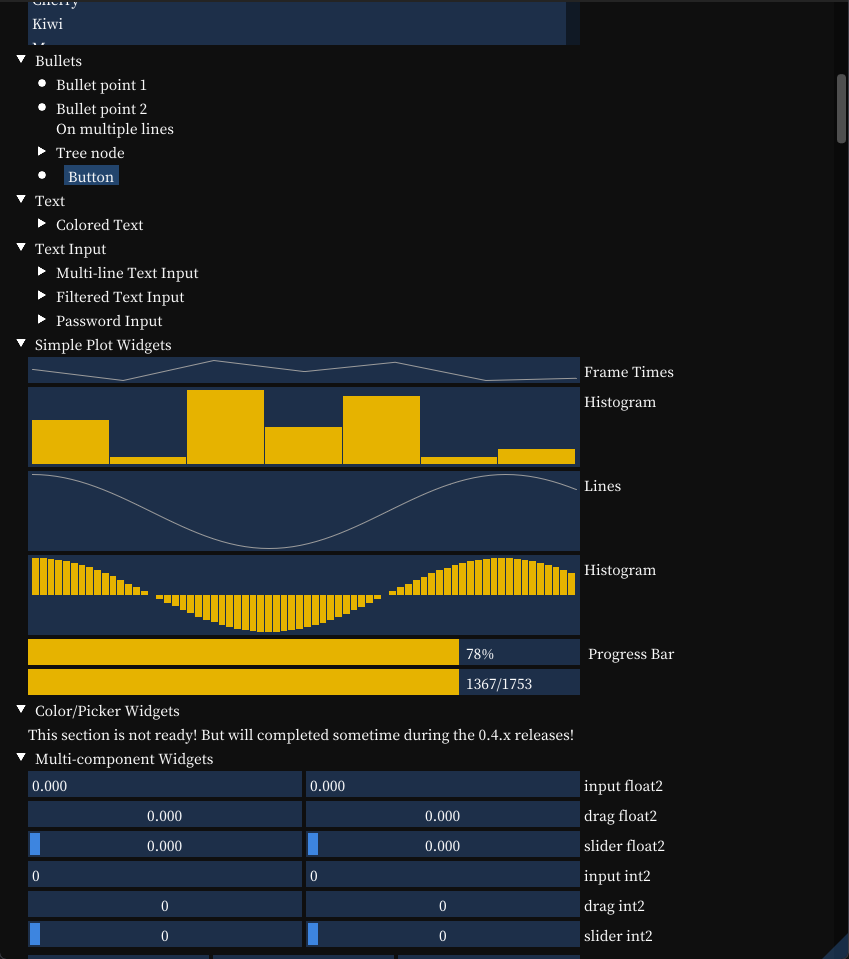 Cherry
Kiwi
Bullets
Bullet point 1
Bullet point 2
On multiple lines
Tree node
Button
Text
Colored Text
Text Input
Multi-line Text Input
Filtered Text Input
Password Input
Simple Plot Widgets
Frame Times
Histogram
Lines
Histogram
78% Progress Bar
1367/1753
Color/Picker Widgets
This section is not ready! But will completed sometime during the 0.4.x releases!
Multi-component Widgets
0.000 0.000 input float2
0.000 0.000 drag float2
0.000 0.000 slider float2
0 0 input int2
0 0 drag int2
0 0 slider int2